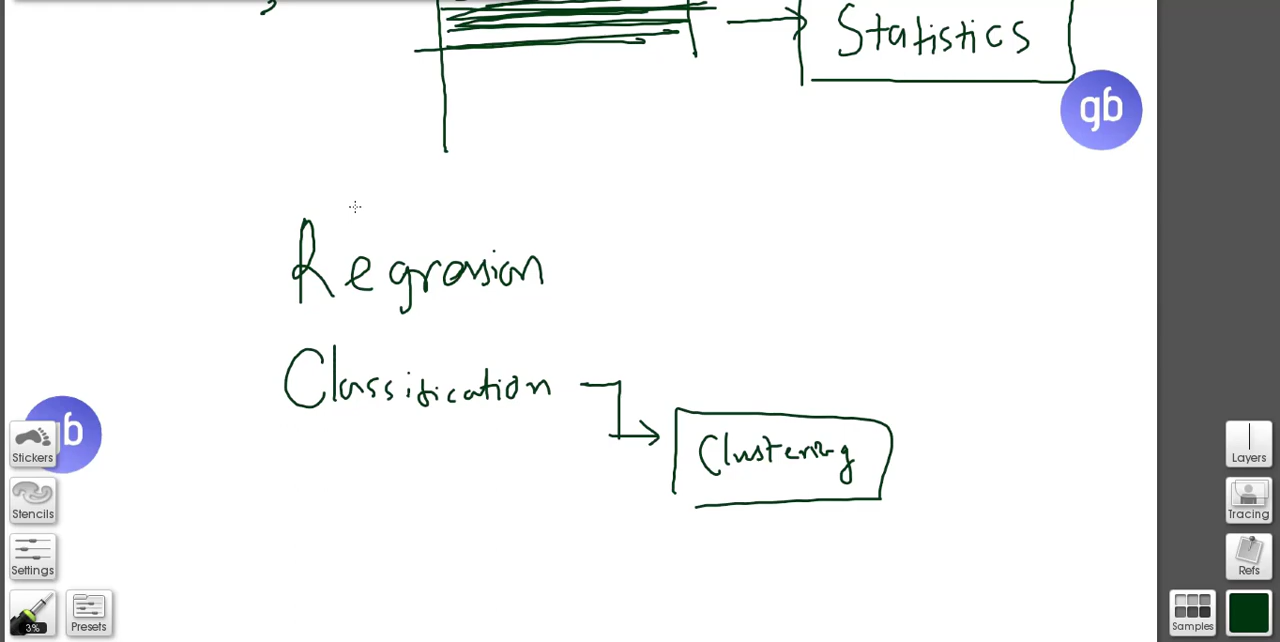 Statistics
gb
Regression
Classification
Clustering
b
Stickers
Stencils
Settings
3%
Presets
Layers
Tracing
Refs
Samples